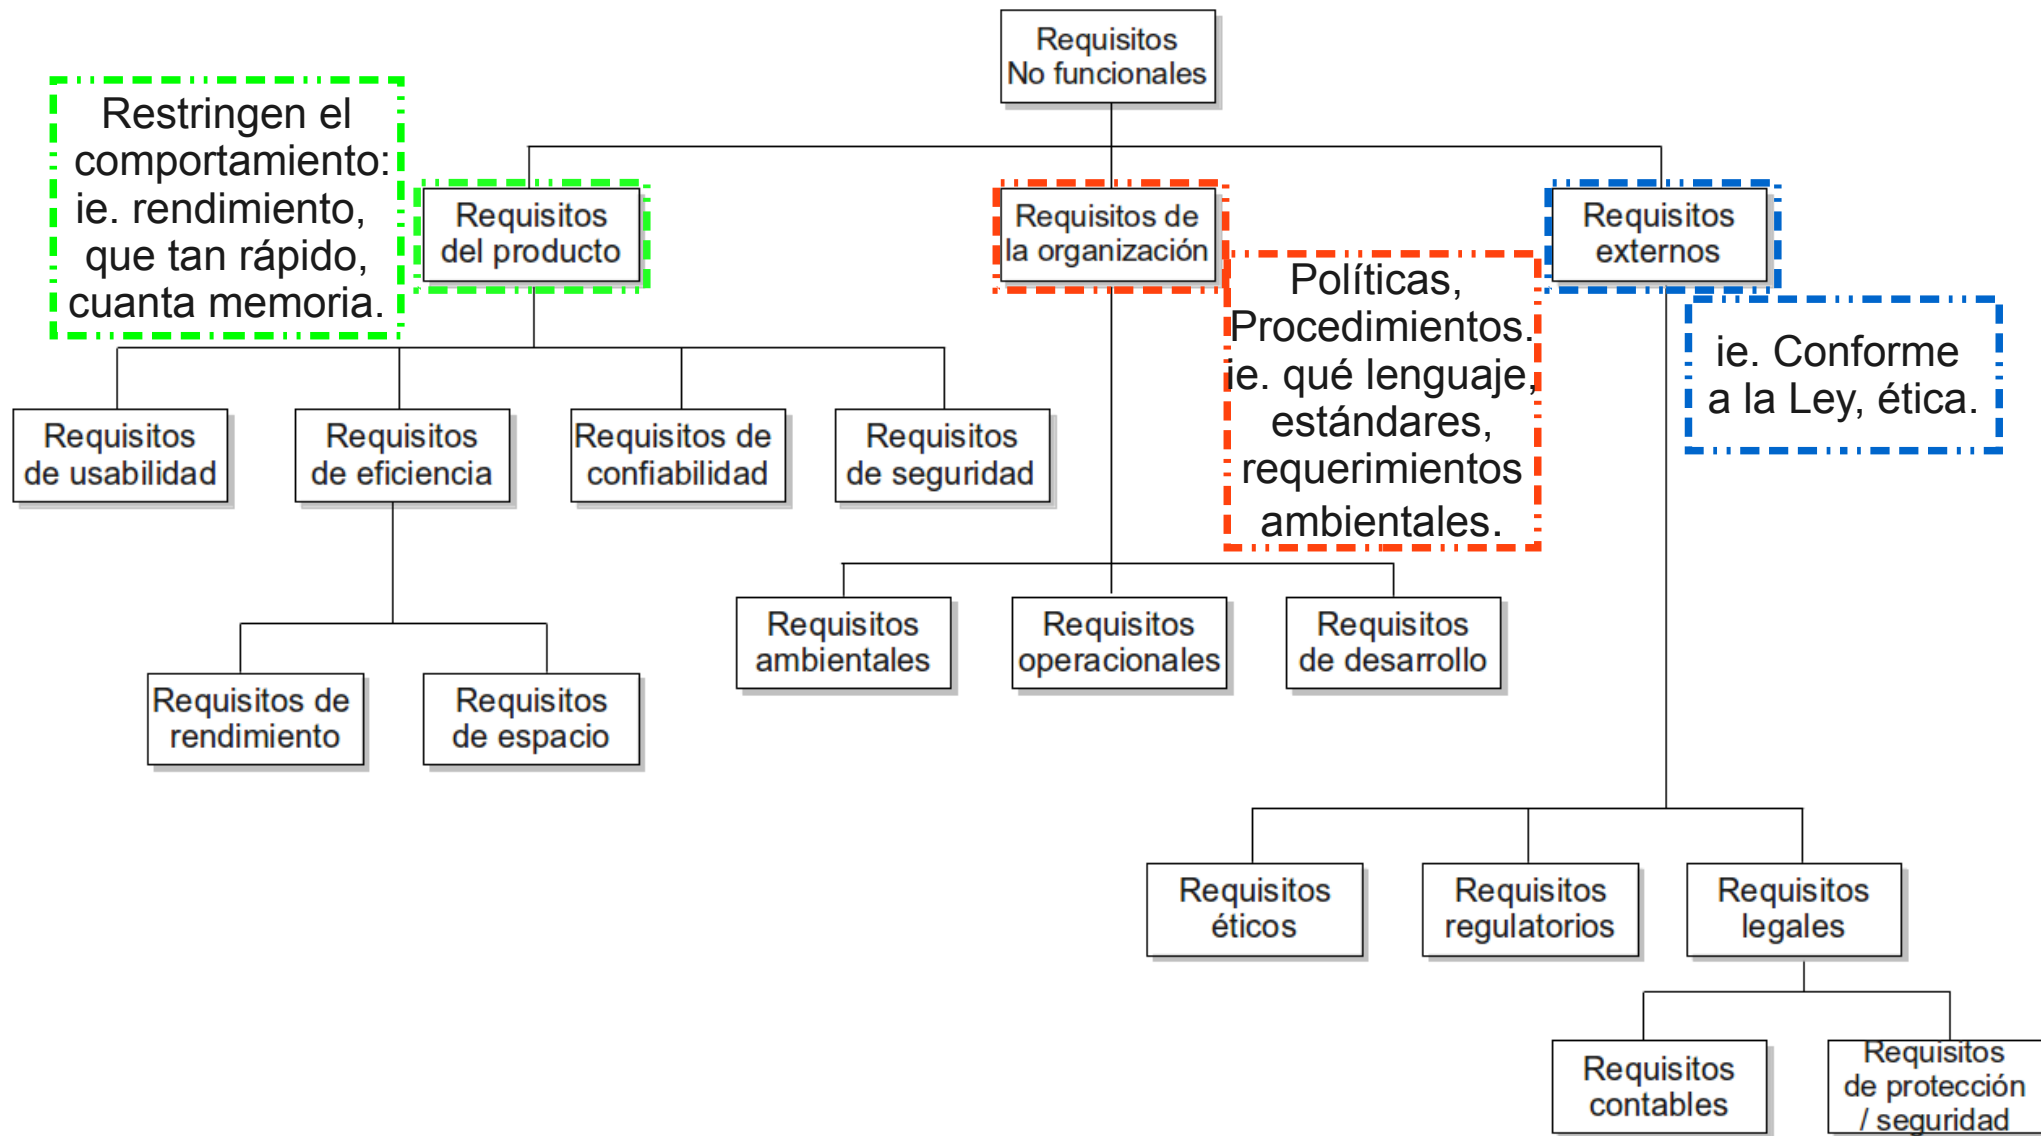 Requisitos
No funcionales
Restringen el
comportamiento:
ie. rendimiento,
que tan rápido,
cuanta memoria.
Requisitos
del producto
Requisitos de
la organización
Requisitos
externos
Políticas,
Procedimientos.
ie. qué lenguaje,
estándares,
requerimientos
ambientales.
ie. Conforme
a la Ley, ética.
Requisitos
de usabilidad
Requisitos
de eficiencia
Requisitos de
confiabilidad
Requisitos
de seguridad
Requisitos
ambientales
Requisitos
operacionales
Requisitos
de desarrollo
Requisitos de
rendimiento
Requisitos
de espacio
Requisitos
éticos
Requisitos
regulatorios
Requisitos
legales
Requisitos
contables
Requisitos
de protección
/ seguridad